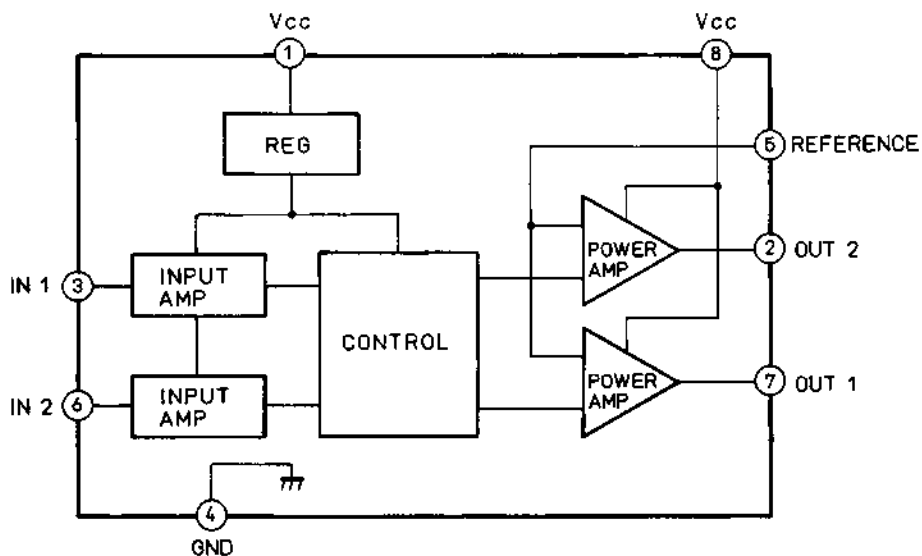 Vcc
Vcc
1
8
REG
5
REFERENCE
POWER
AMP
2
OUT 2
IN 1
3
INPUT
AMP
CONTROL
POWER
AMP
7
OUT 1
IN 2
6
INPUT
AMP
4
GND